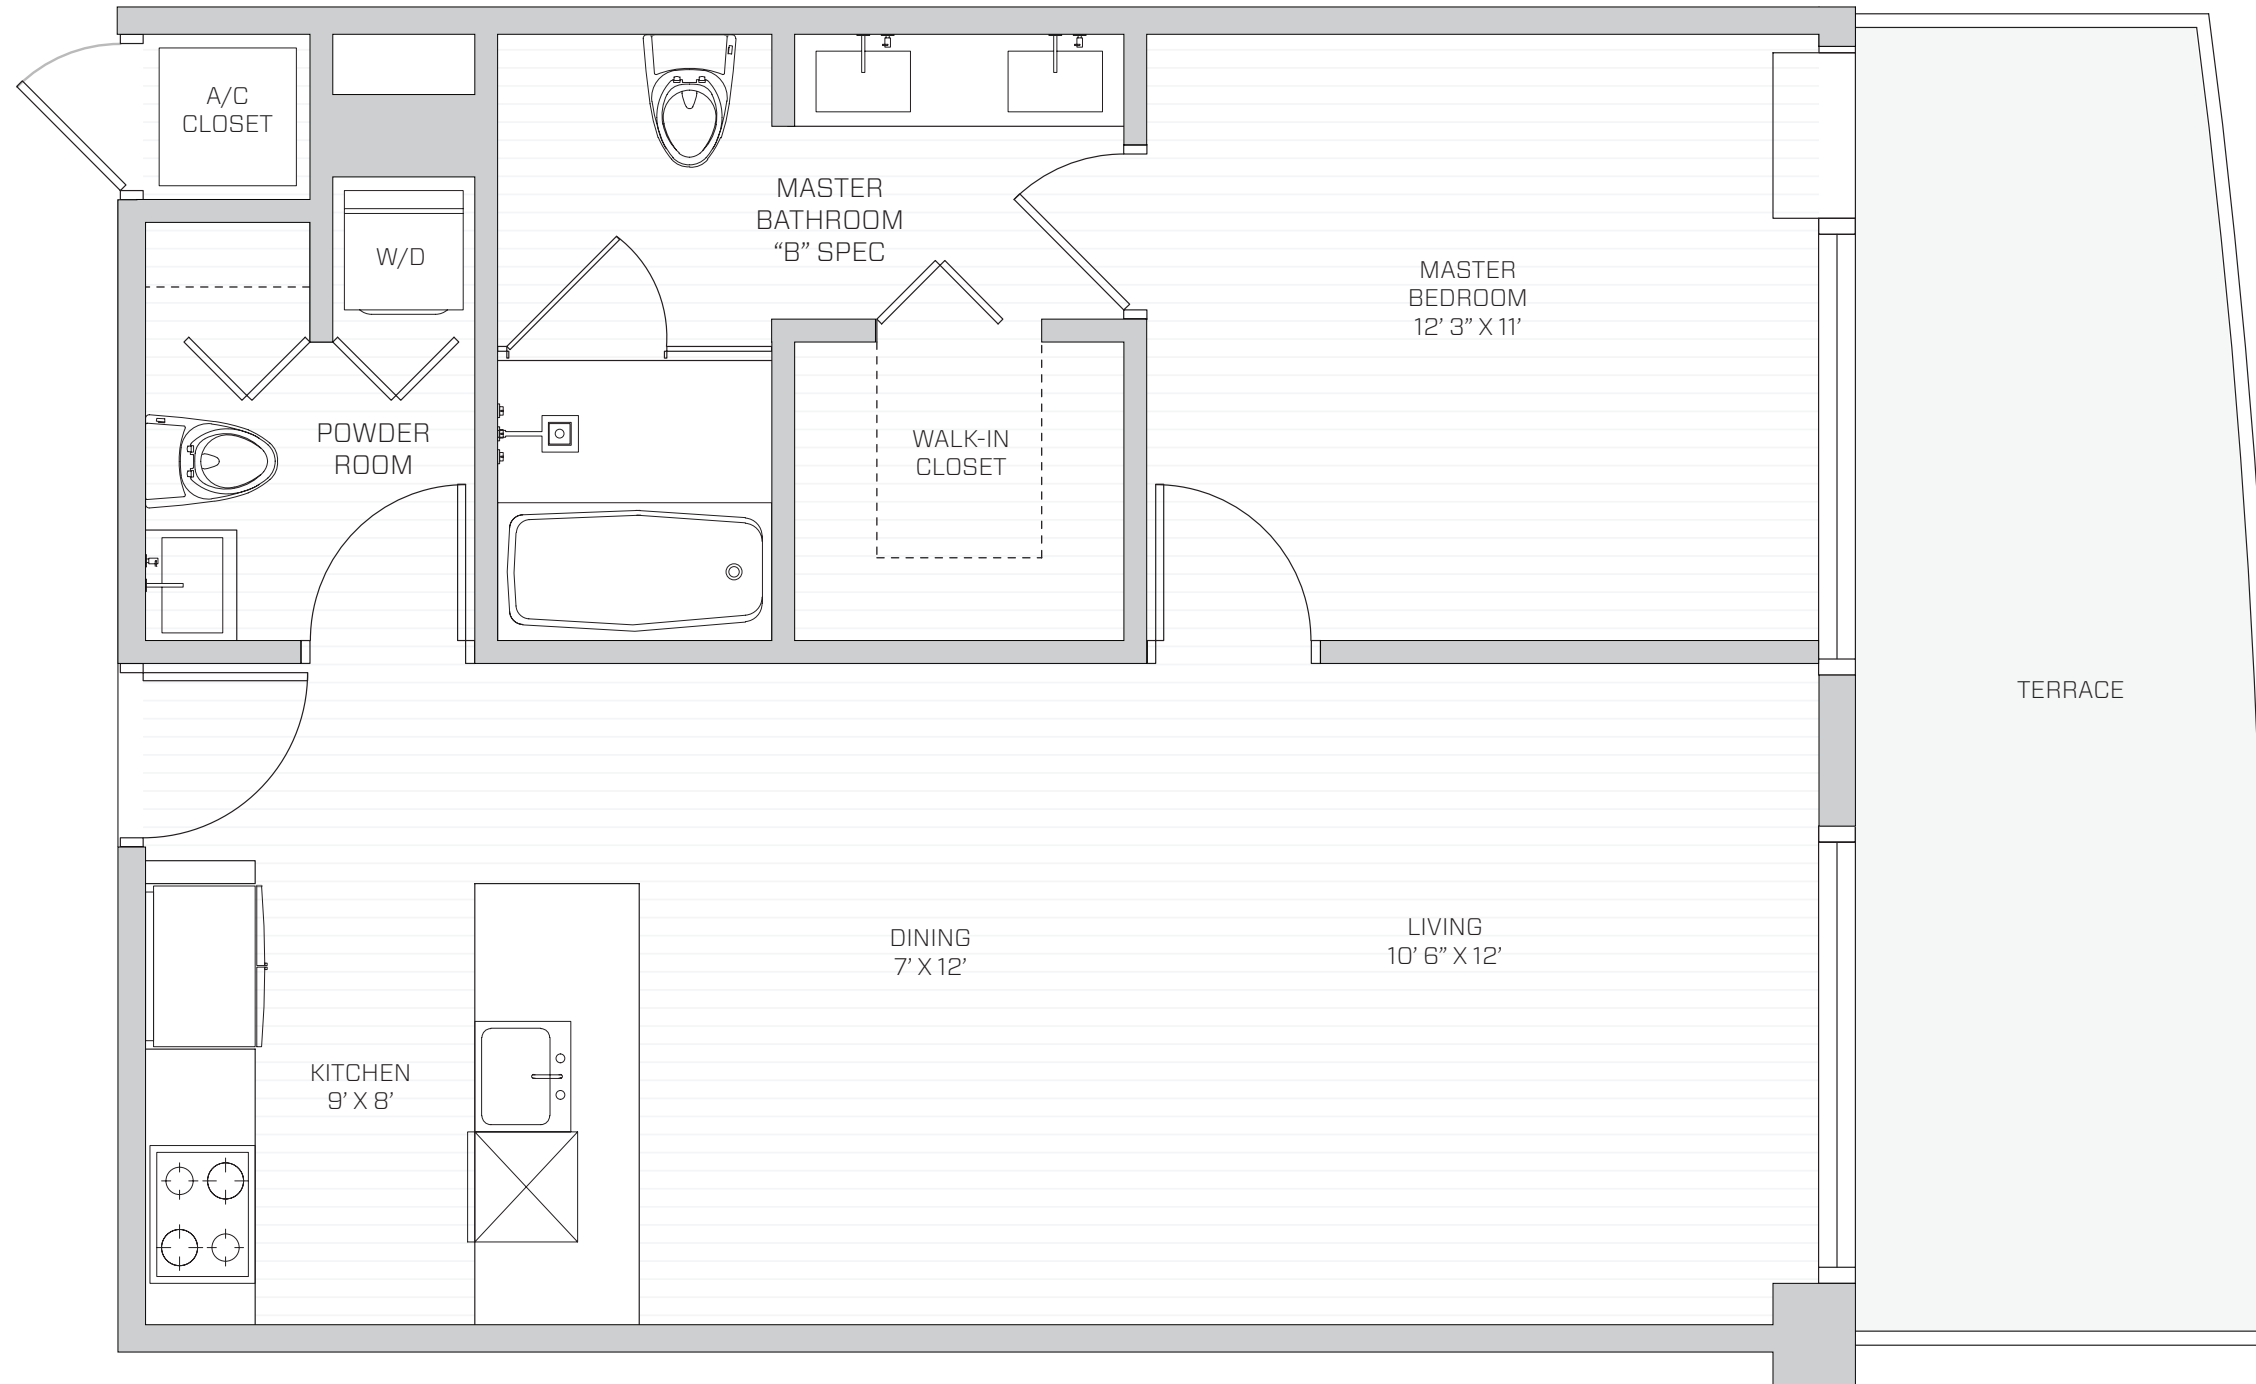 A/C
CLOSET
W/D
MASTER
BATHROOM
“B” SPEC
MASTER
BEDROOM
12’ 3” X 11’
POWDER
ROOM
WALK-IN
CLOSET
TERRACE
DINING
7’ X 12’
LIVING
10’ 6” X 12’
KITCHEN
9’ X 8’